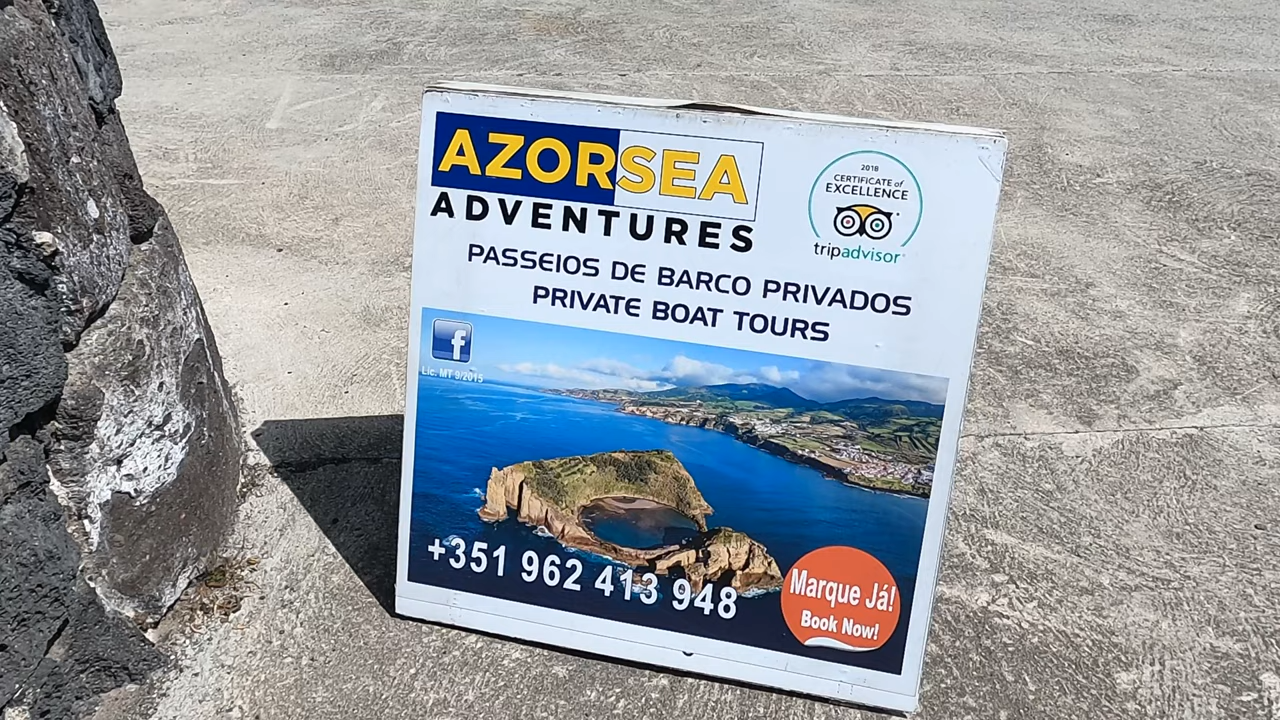 AZORSEA
ADVENTURES
2018
CERTIFICATE of
EXCELLENCE
tripadvisor®
PASSEIOS DE BARCO PRIVADOS
PRIVATE BOAT TOURS
f
Lic. MT 9/2015
+351 962 413 948
Marque Já!
Book Now!